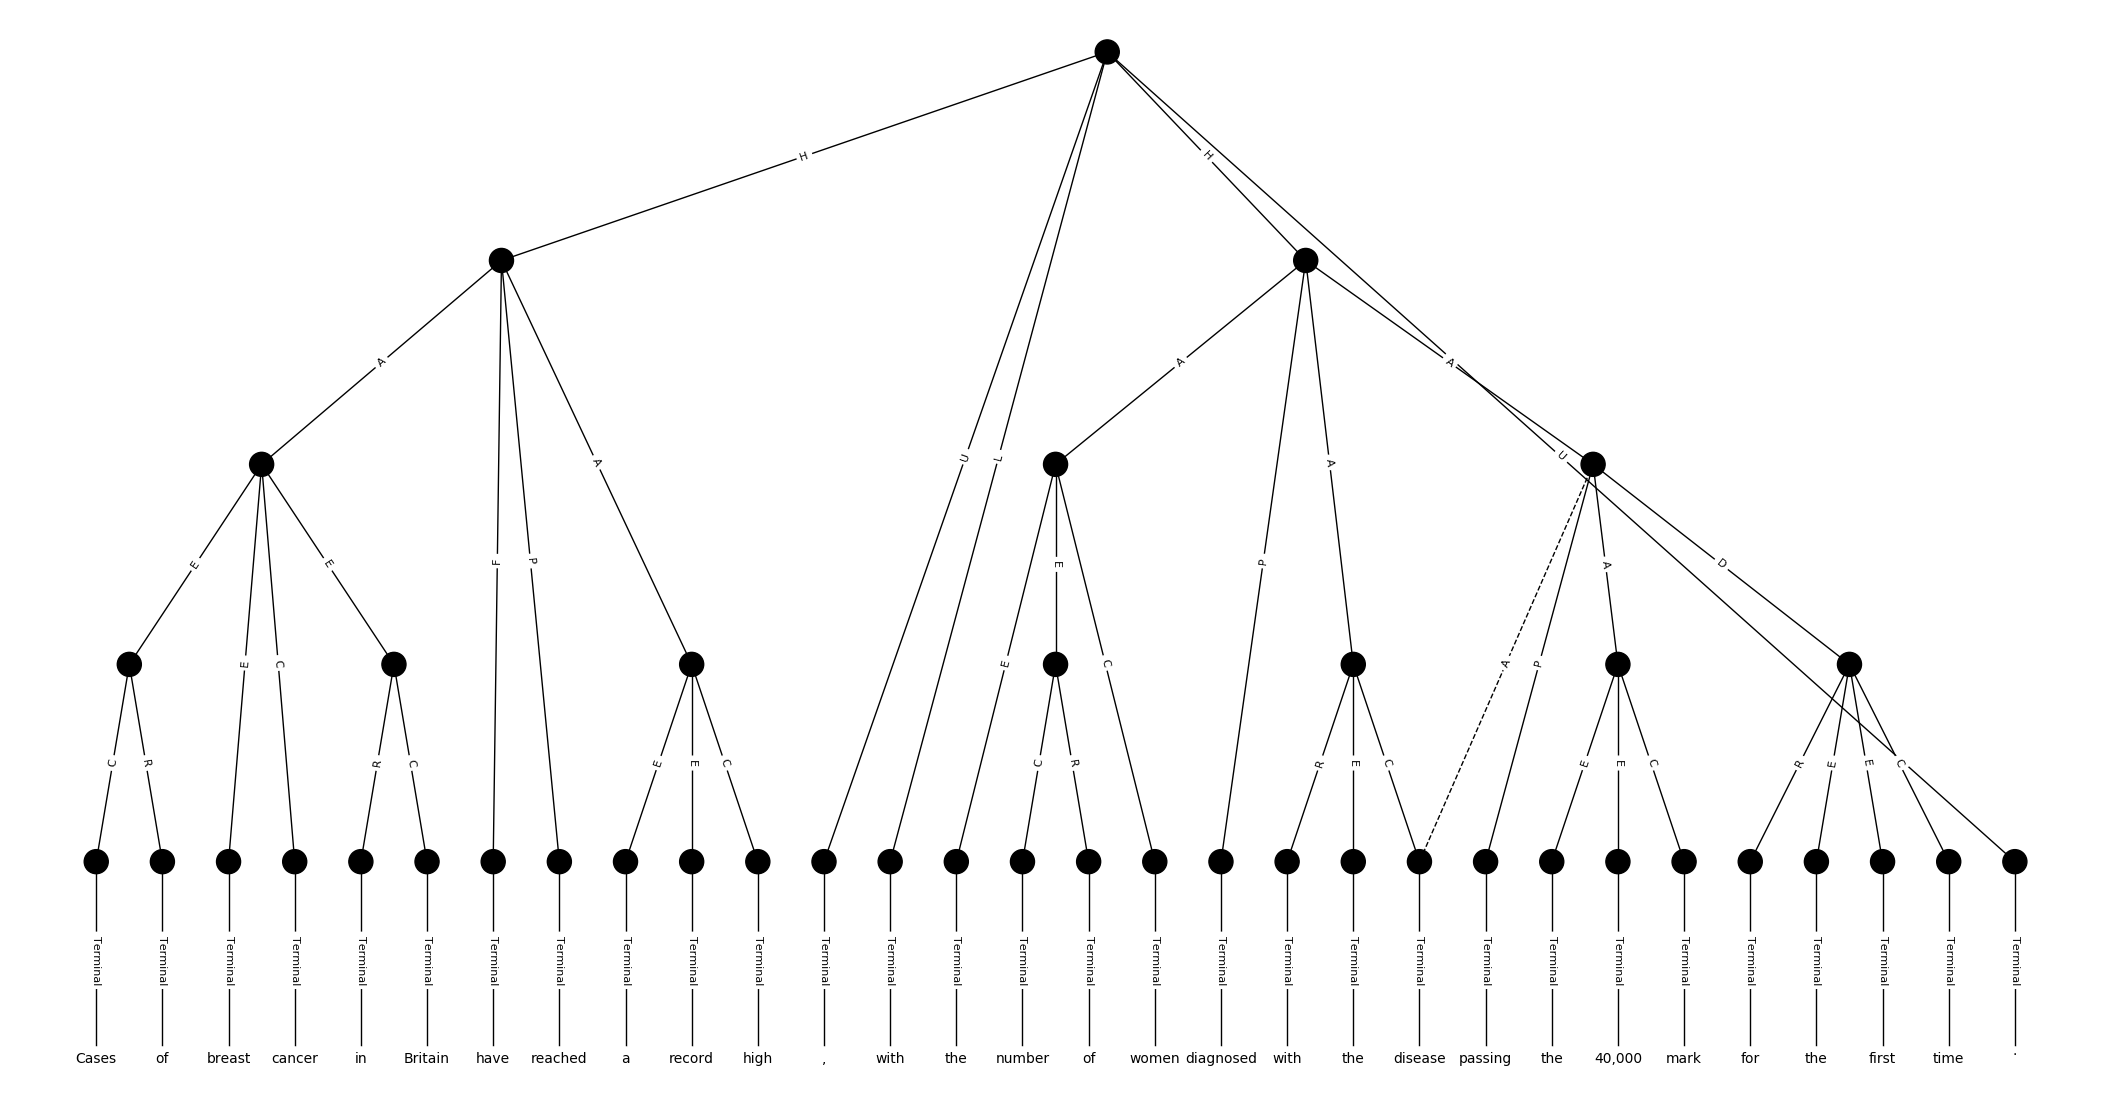 H H
A A A
U L A P A U
E E F P E D
E C E C A P A
C R R C E E C C R R E C E E C R E E C
Terminal Terminal Terminal Terminal Terminal Terminal Terminal Terminal Terminal Terminal Terminal Terminal Terminal Terminal Terminal Terminal Terminal Terminal Terminal Terminal Terminal Terminal Terminal Terminal Terminal Terminal Terminal Terminal Terminal Terminal
Cases of breast cancer in Britain have reached a record high , with the number of women diagnosed with the disease passing the 40,000 mark for the first time .